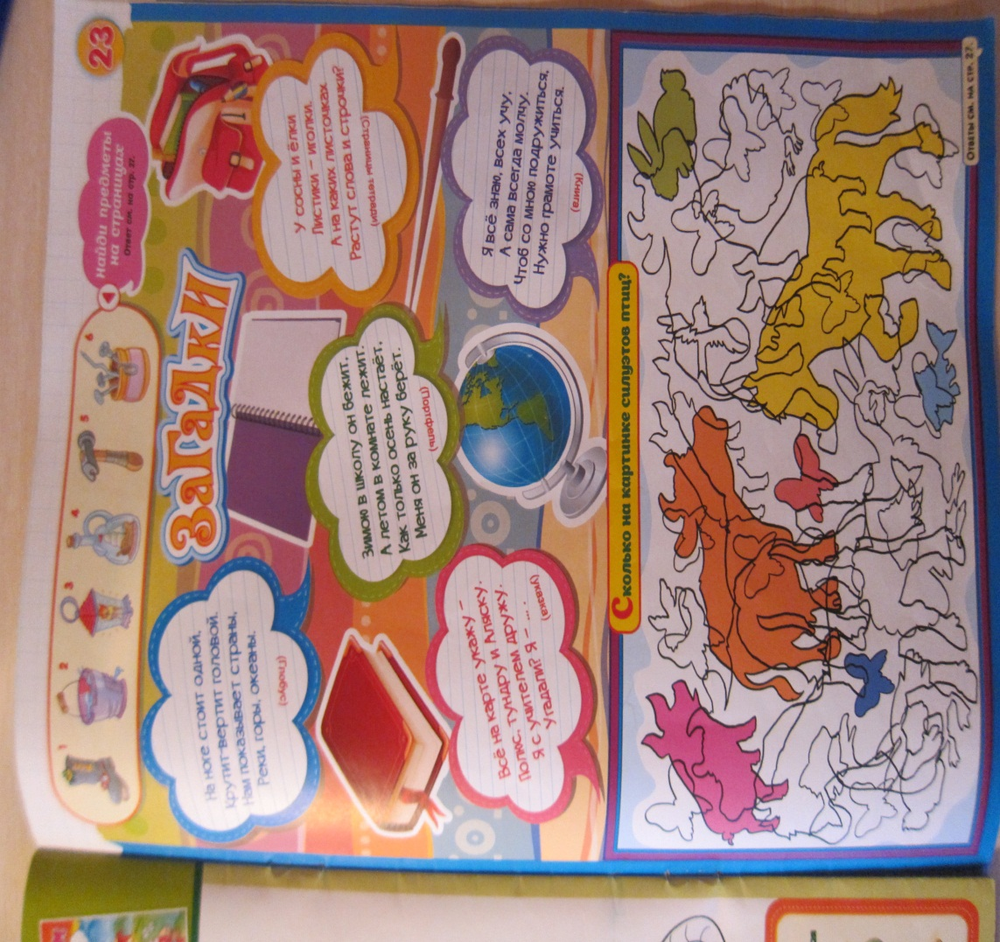 23
Найди предметы
на страницах
Ответ см. на стр. 27.
1
2
3
4
5
6
ЗаГаДКИ
На ноге стоит одной,
Крутит-вертит головой.
Нам показывает страны,
Реки, горы, океаны.
(Глобус)
Зимою в школу он бежит,
А летом в комнате лежит.
Как только осень настаёт,
Меня он за руку берёт.
(Портфель)
У сосны и ёлки
Листики – иголки.
А на каких листочках
Растут слова и строчки?
(Страницы тетради)
Всё на карте укажу –
Полюс, тундру и Аляску.
Я с учителем дружу.
Угадали? Я – ... .
(Указка)
Я всё знаю, всех учу,
А сама всегда молчу.
Чтоб со мною подружиться,
Нужно грамоте учиться.
(Книга)
Сколько на картинке силуэтов птиц?
Ответы см. на стр. 27.